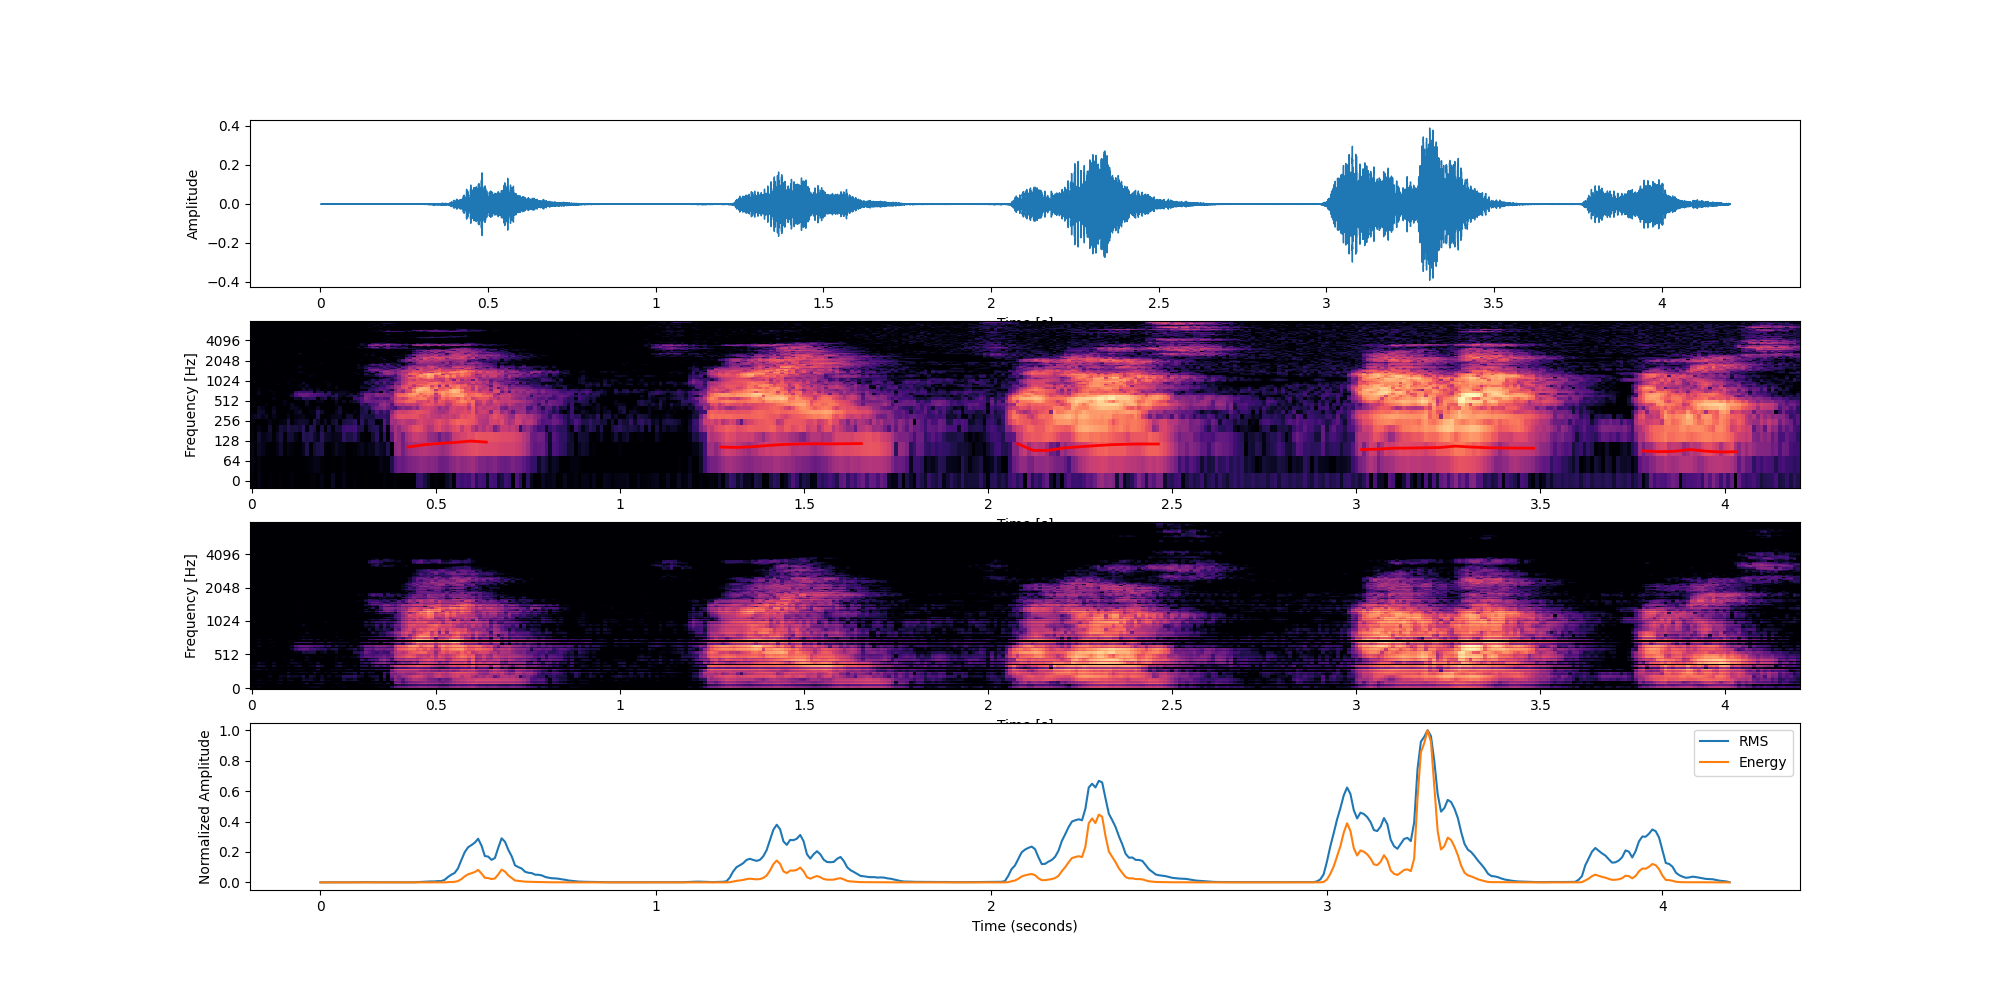 0.4
0.2
0.0
−0.2
−0.4
Amplitude
0 0.5 1 1.5 2 2.5 3 3.5 4
Time [s]
4096
2048
1024
512
256
128
64
0
Frequency [Hz]
0 0.5 1 1.5 2 2.5 3 3.5 4
Time [s]
4096
2048
1024
512
0
Frequency [Hz]
0 0.5 1 1.5 2 2.5 3 3.5 4
Time [s]
1.0
0.8
0.6
0.4
0.2
0.0
Normalized Amplitude
RMS
Energy
0 1 2 3 4
Time (seconds)